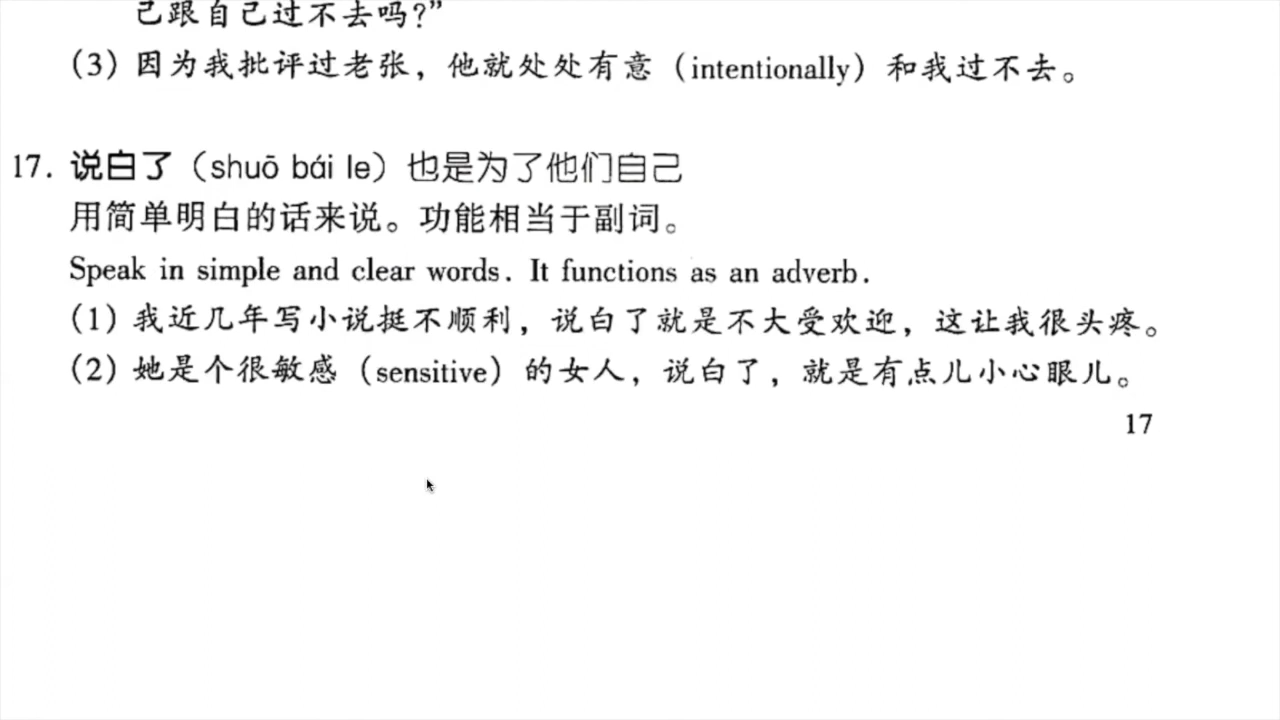 己跟自己过不去吗？”
（3）因为我批评过老张，他就处处有意（intentionally）和我过不去。
17. 说白了（shuō bái le）也是为了他们自己
用简单明白的话来说。功能相当于副词。
Speak in simple and clear words. It functions as an adverb.
（1）我近几年写小说挺不顺利，说白了就是不大受欢迎，这让我很头疼。
（2）她是个很敏感（sensitive）的女人，说白了，就是有点儿小心眼儿。
17